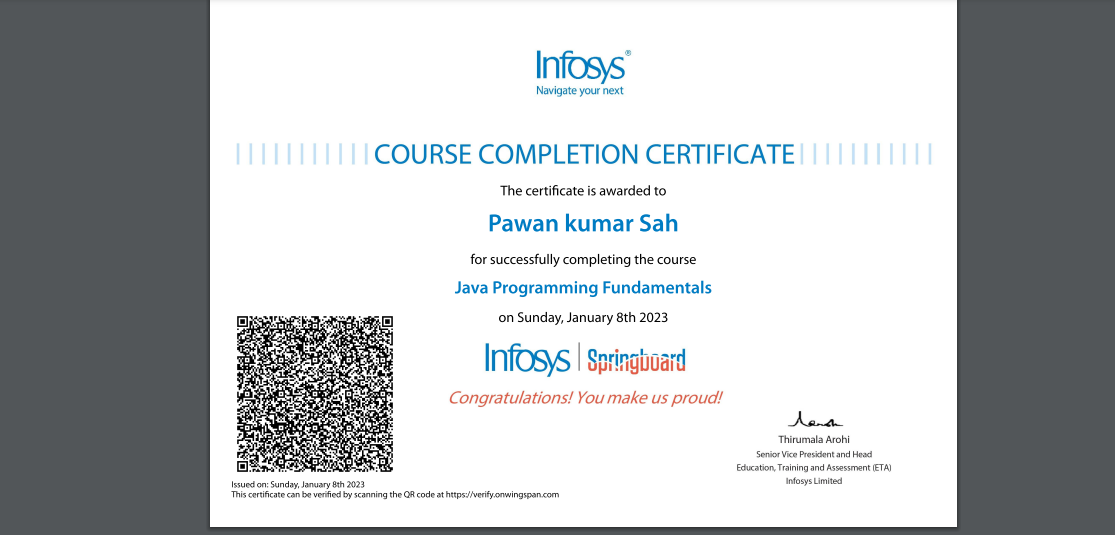 Infosys®
Navigate your next
COURSE COMPLETION CERTIFICATE
The certificate is awarded to
Pawan kumar Sah
for successfully completing the course
Java Programming Fundamentals
on Sunday, January 8th 2023
Infosys | Springboard
Congratulations! You make us proud!
Thirumala Arohi
Senior Vice President and Head
Education, Training and Assessment (ETA)
Infosys Limited
Issued on: Sunday, January 8th 2023
This certificate can be verified by scanning the QR code at https://verify.onwingspan.com